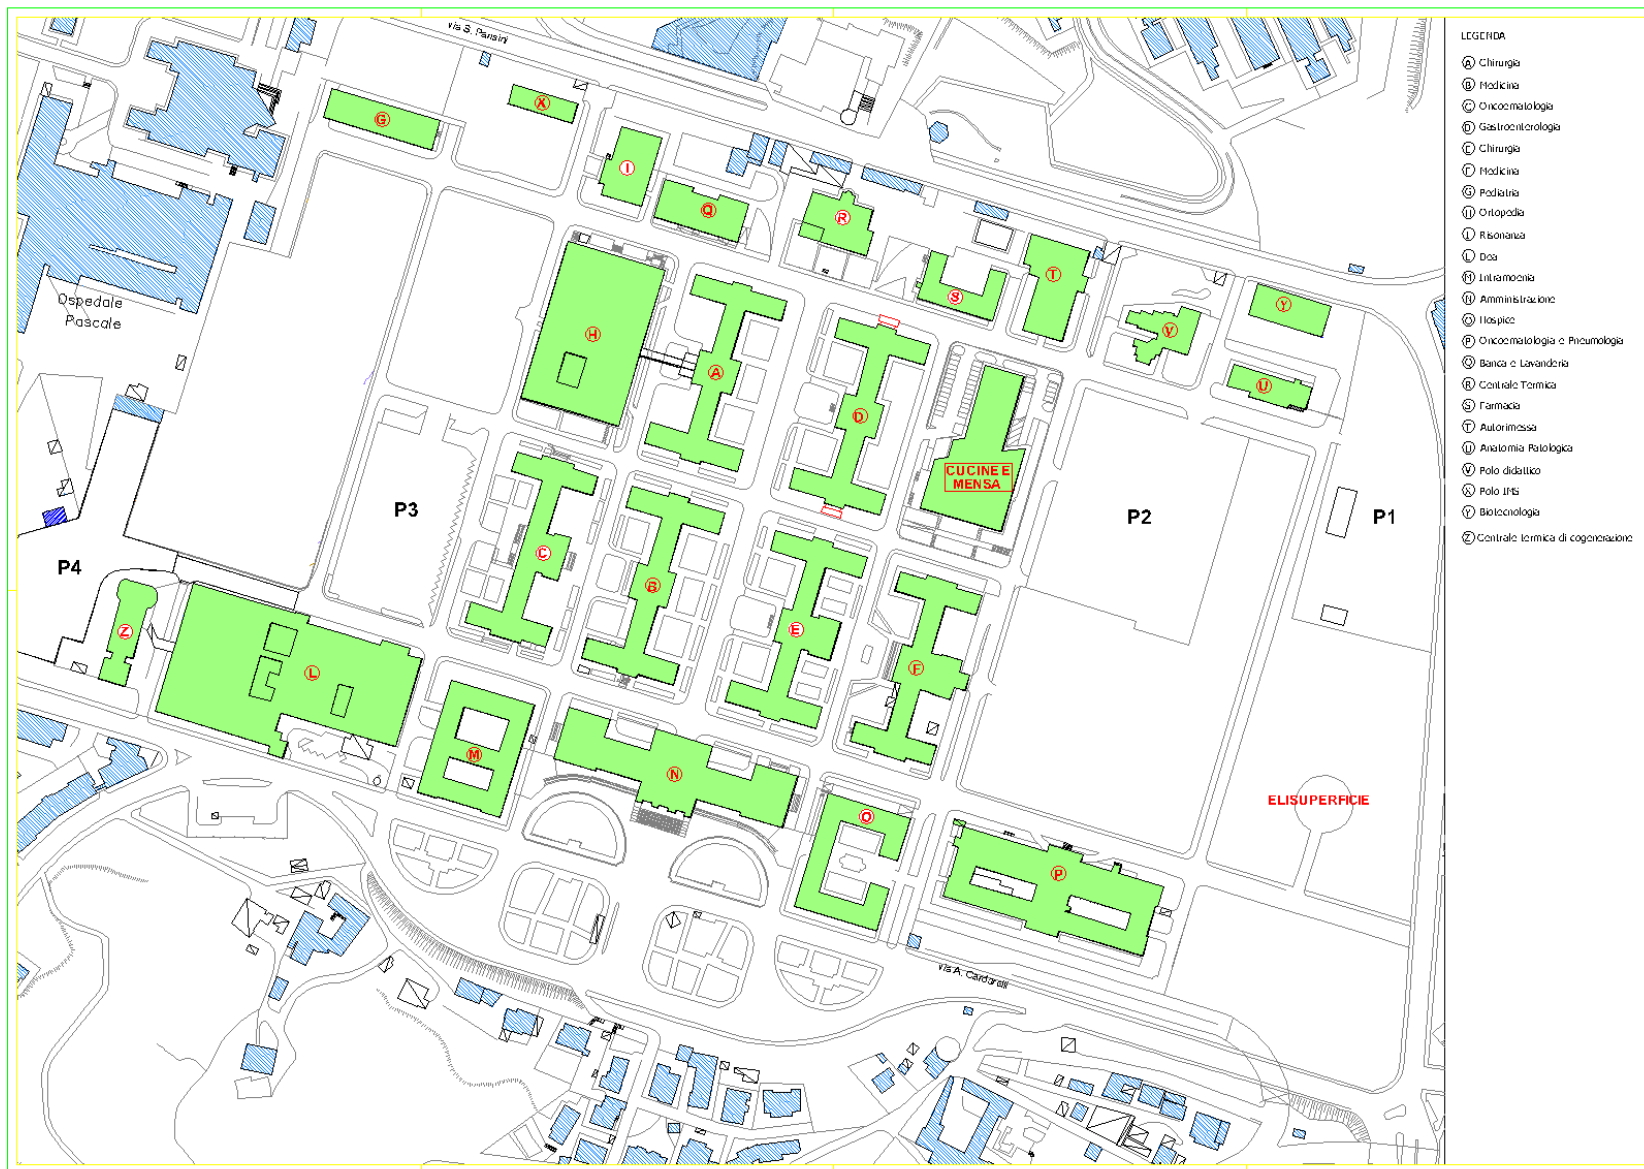 Via S. Pansini
G
X
I
Q
R
S
T
V
Y
U
H
A
D
CUCINE E
MENSA
Ospedale
Pascale
P3
P2
P1
P4
C
B
E
F
Z
L
M
N
O
P
ELISUPERFICIE
Via A. Cardarelli
LEGENDA
A Chirurgia
B Medicina
C Oncoematologia
D Gastroenterologia
E Chirurgia
F Medicina
G Pediatria
H Ortopedia
I Risonanza
L Dea
M Intramoenia
N Amministrazione
O Hospice
P Oncoematologia e Pneumologia
Q Banca e Lavanderia
R Centrale Termica
S Farmacia
T Autorimessa
U Anatomia Patologica
V Polo didattico
X Polo IMS
Y Biotecnologia
Z Centrale termica di cogenerazione